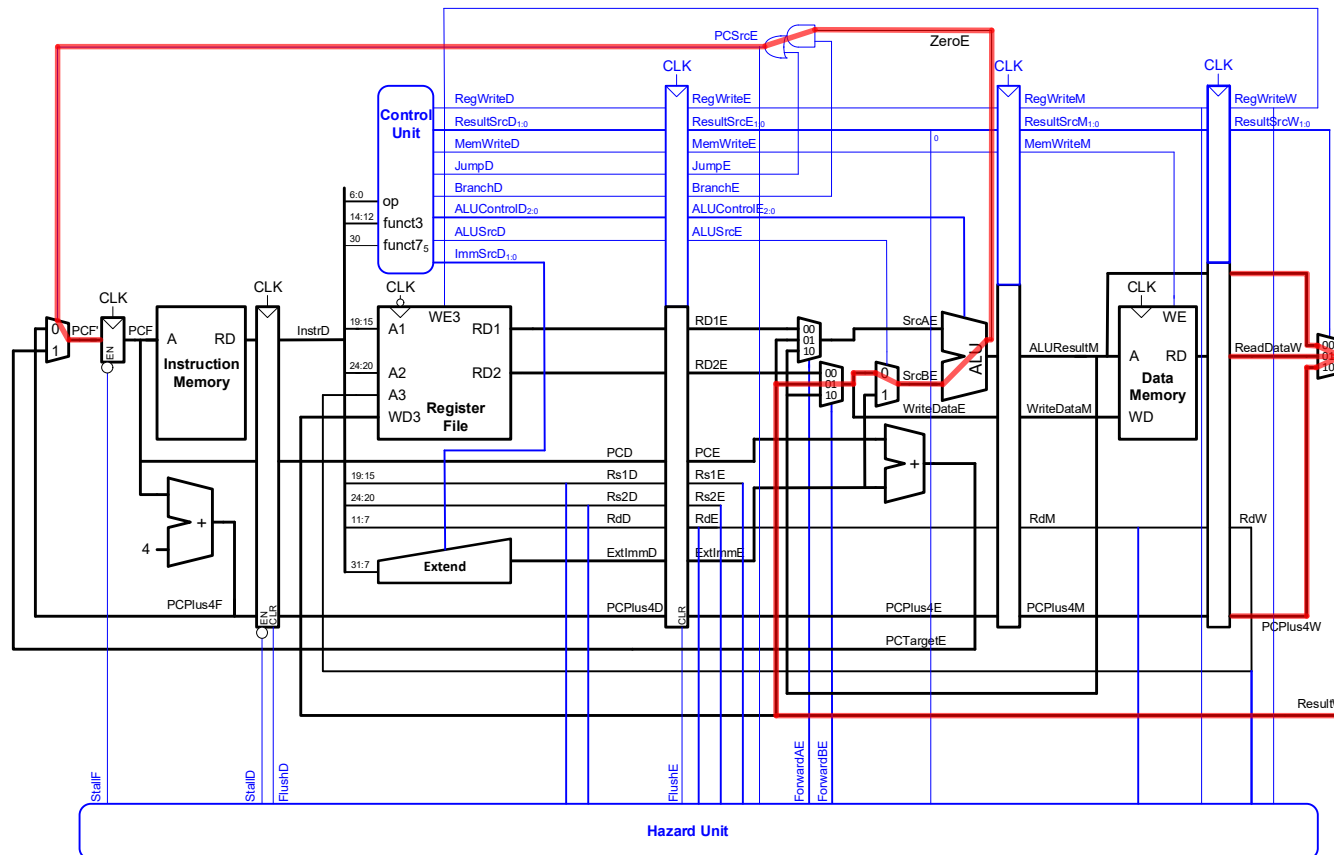 PCSrcE
ZeroE
CLK
CLK
CLK
Control
Unit
RegWriteD
RegWriteE
RegWriteM
RegWriteW
ResultSrcD1:0
ResultSrcE1:0
0
ResultSrcM1:0
ResultSrcW1:0
MemWriteD
MemWriteE
MemWriteM
JumpD
JumpE
6:0
op
BranchD
BranchE
14:12
funct3
ALUControlD2:0
ALUControlE2:0
30
funct75
ALUSrcD
ALUSrcE
ImmSrcD1:0
CLK
CLK
CLK
CLK
0
1
PCF'
EN
PCF
A
RD
Instruction
Memory
InstrD
19:15
A1
WE3
RD1
RD1E
00
01
10
SrcAE
ALU
ALUResultM
WE
A
RD
Data
Memory
WD
ReadDataW
00
01
10
24:20
A2
RD2
RD2E
00
01
10
0
1
SrcBE
A3
WD3
Register
File
WriteDataE
WriteDataM
PCD
PCE
+
19:15
Rs1D
Rs1E
24:20
Rs2D
Rs2E
11:7
RdD
RdE
RdM
RdW
4
+
31:7
Extend
ExtImmD
ExtImmE
PCPlus4F
EN
CLR
PCPlus4D
CLR
PCPlus4E
PCPlus4M
PCPlus4W
PCTargetE
StallF
StallD
FlushD
FlushE
ForwardAE
ForwardBE
Hazard Unit